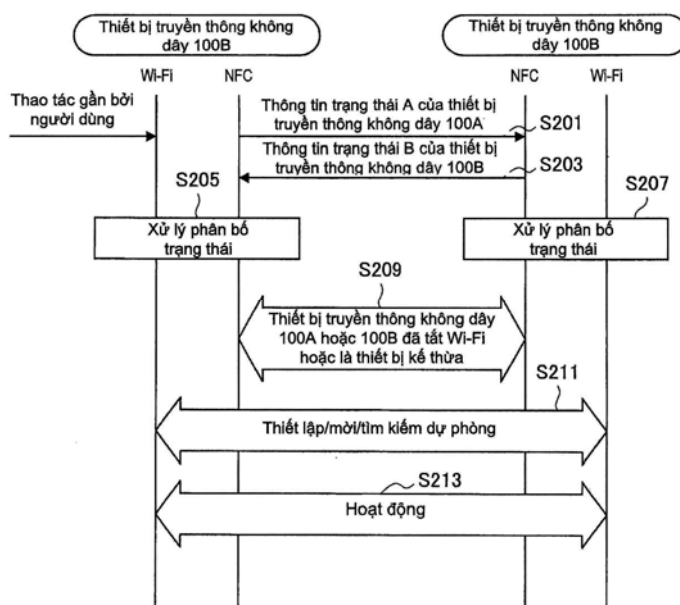 Thiết bị truyền thông không
dây 100B
Thiết bị truyền thông không
dây 100B
Wi-Fi
NFC
NFC
Wi-Fi
Thao tác gần bởi
người dùng
Thông tin trạng thái A của thiết bị
truyền thông không dây 100A
S201
Thông tin trạng thái B của thiết bị
truyền thông không dây 100B
S203
S205
S207
Xử lý phân bố
trạng thái
Xử lý phân bố
trạng thái
S209
Thiết bị truyền thông không dây
100A hoặc 100B đã tắt Wi-Fi
hoặc là thiết bị kế thừa
S211
Thiết lập/mời/tìm kiếm dự phòng
S213
Hoạt động